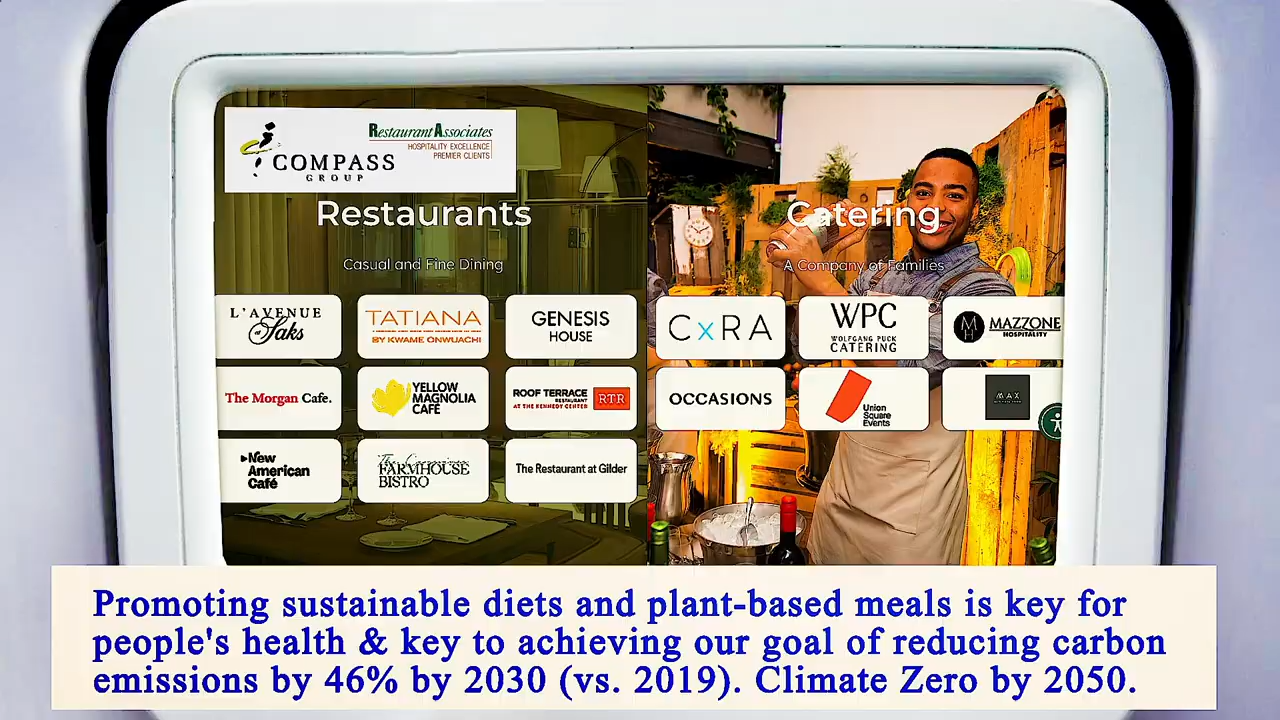 COMPASS
GROUP
Restaurant Associates
HOSPITALITY EXCELLENCE
PREMIER CLIENTS
Restaurants
Casual and Fine Dining
L'AVENUE
Saks
TATIANA
BY KWAME ONWUACHI
GENESIS
HOUSE
The Morgan Cafe.
YELLOW
MAGNOLIA
CAFÉ
ROOF TERRACE
RESTAURANT
AT THE KENNEDY CENTER
RTR
New
American
Café
FARMHOUSE
BISTRO
The Restaurant at Gilder
Catering
A Company of Families
CxRA
WPC
WOLFGANG PUCK
CATERING
MH
MAZZONE
HOSPITALITY
OCCASIONS
Union
Square
Events
MAX
Promoting sustainable diets and plant-based meals is key for
people's health & key to achieving our goal of reducing carbon
emissions by 46% by 2030 (vs. 2019). Climate Zero by 2050.